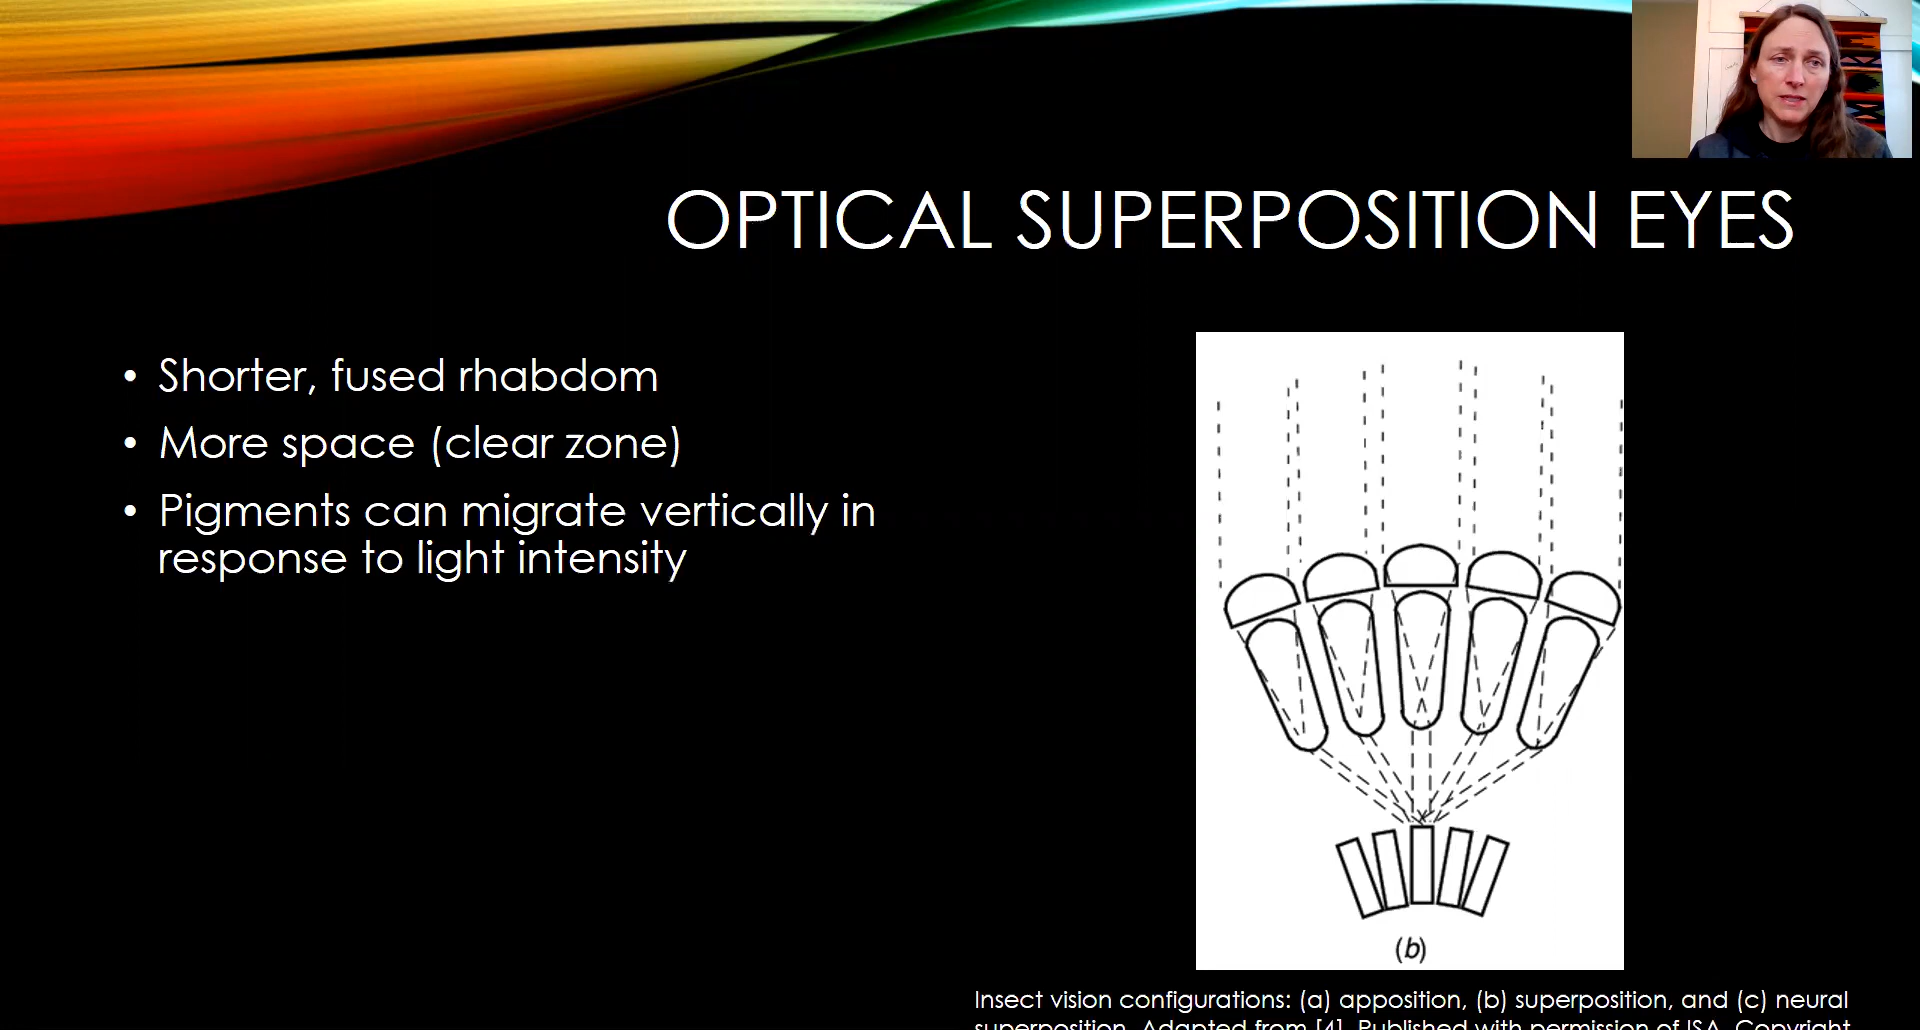 OPTICAL SUPERPOSITION EYES
• Shorter, fused rhabdom
• More space (clear zone)
• Pigments can migrate vertically in
response to light intensity
(b)
Insect vision configurations: (a) apposition, (b) superposition, and (c) neural
superposition. Adapted from [4]. Published with permission of ISA. Copyright